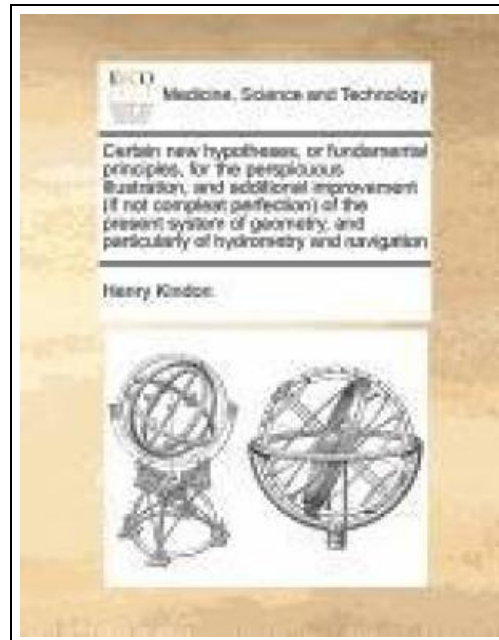 ECCO
Medicine, Science and Technology
Certain new hypotheses, or fundamental
principles, for the perspicuous
illustration, and additional improvement
(if not compleat perfection) of the
present system of geometry, and
particularly of hydrometry and navigation
Henry Kindon.